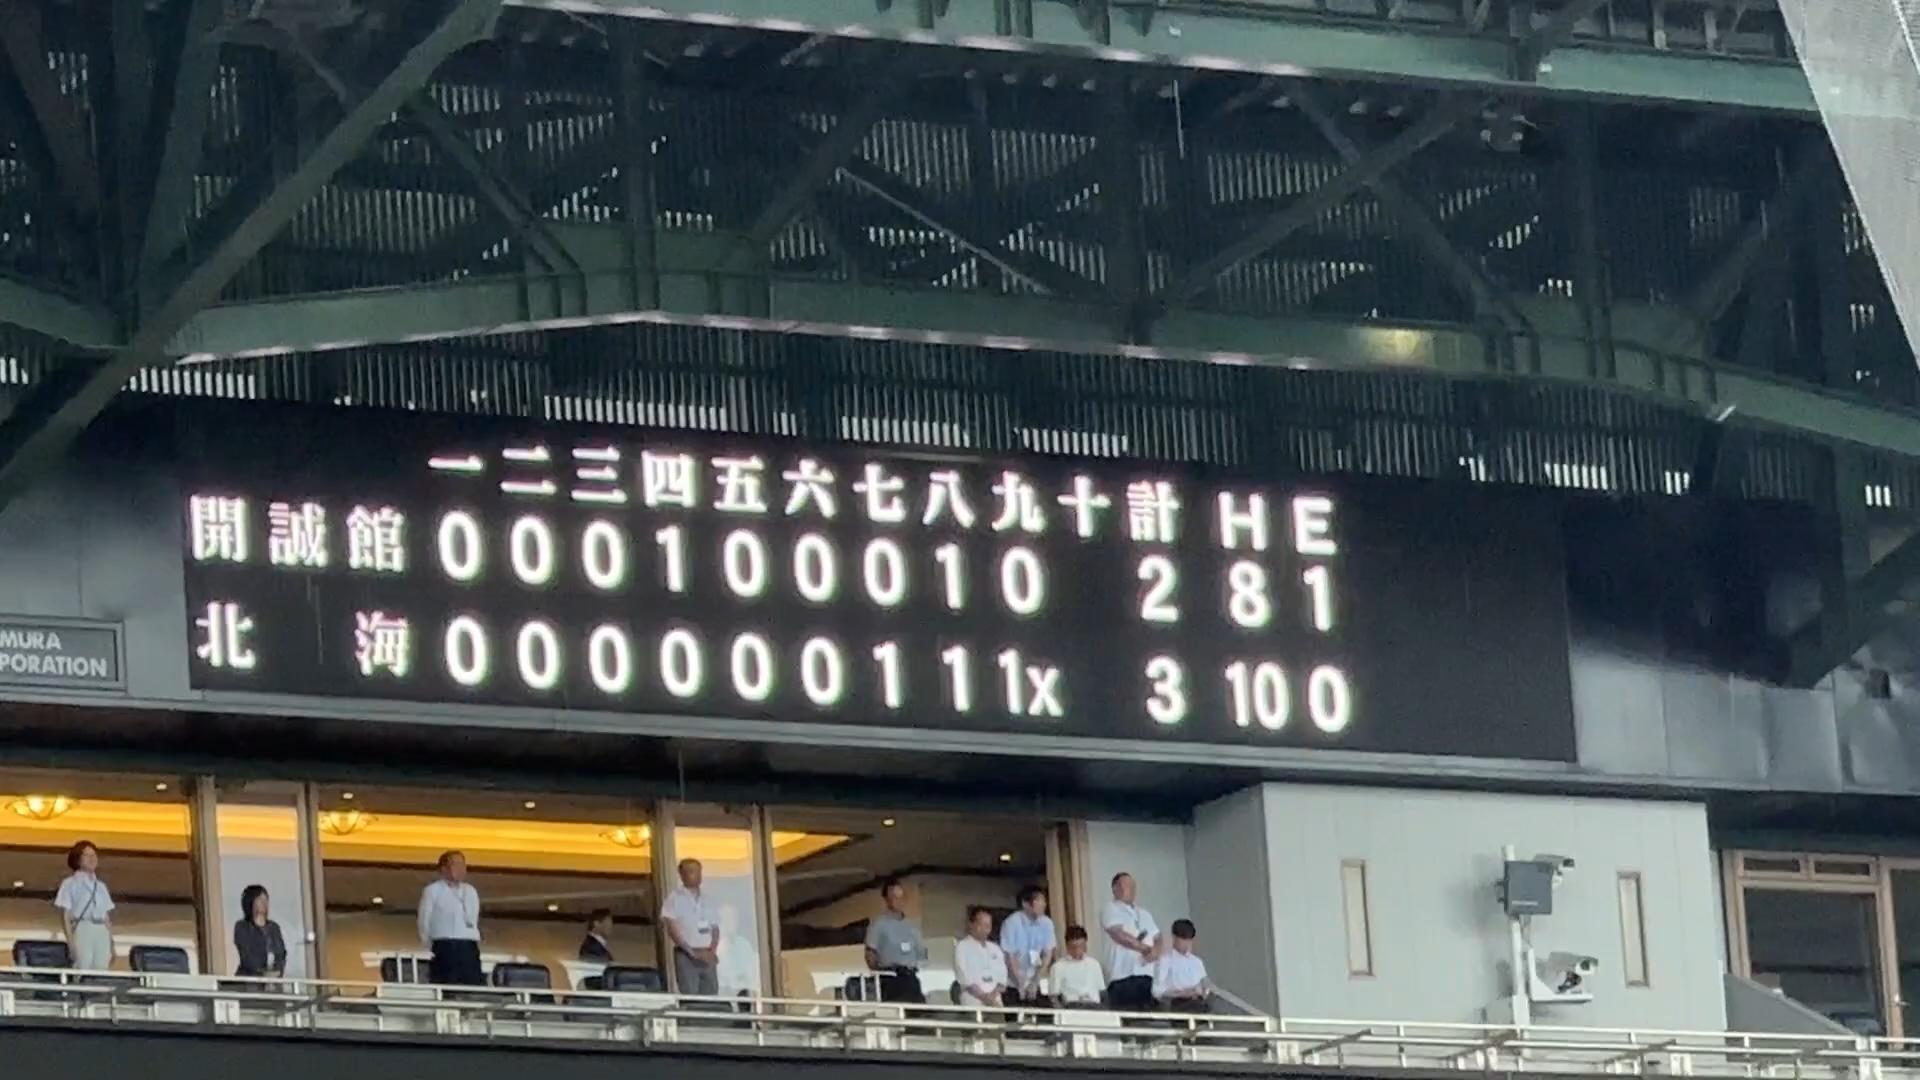 一 二 三 四 五 六 七 八 九 十 計 H E
開 誠 館 0 0 0 1 0 0 0 1 0 2 8 1
北 海 0 0 0 0 0 0 1 1 1x 3 10 0
MURA
PORATION